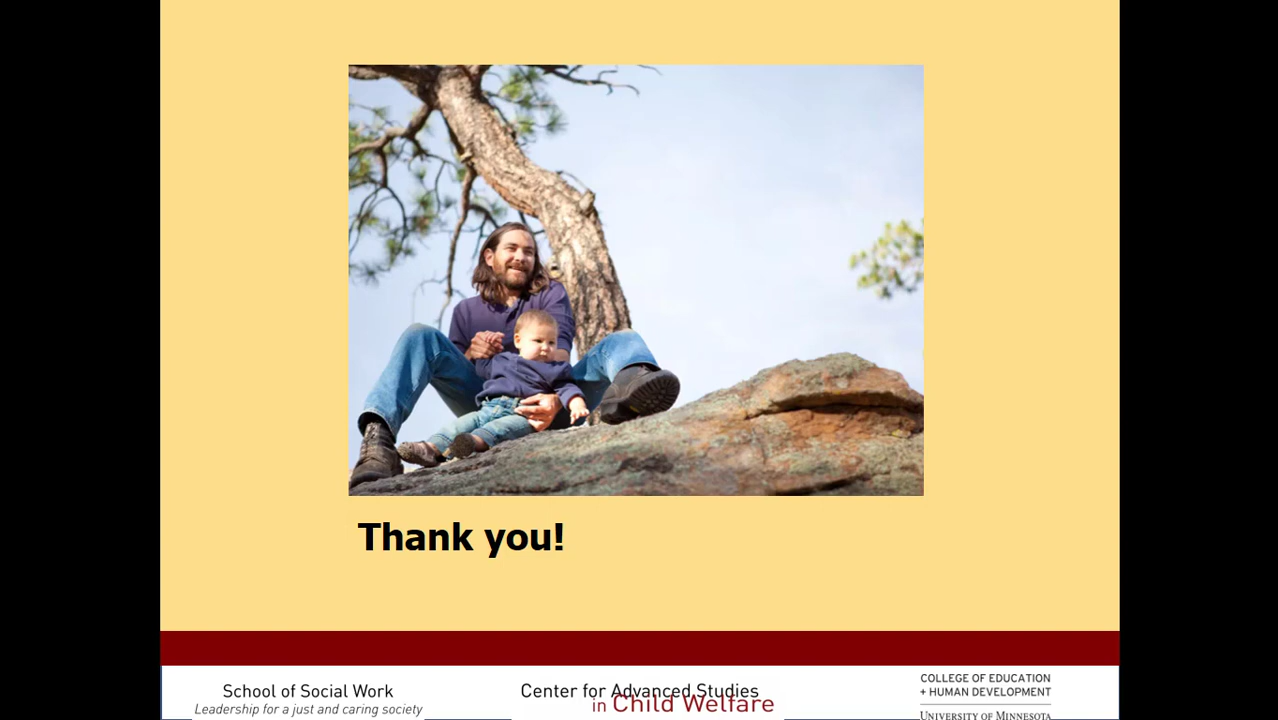 Thank you!
School of Social Work
Leadership for a just and caring society
Center for Advanced Studies
in Child Welfare
COLLEGE OF EDUCATION
+ HUMAN DEVELOPMENT
UNIVERSITY OF MINNESOTA